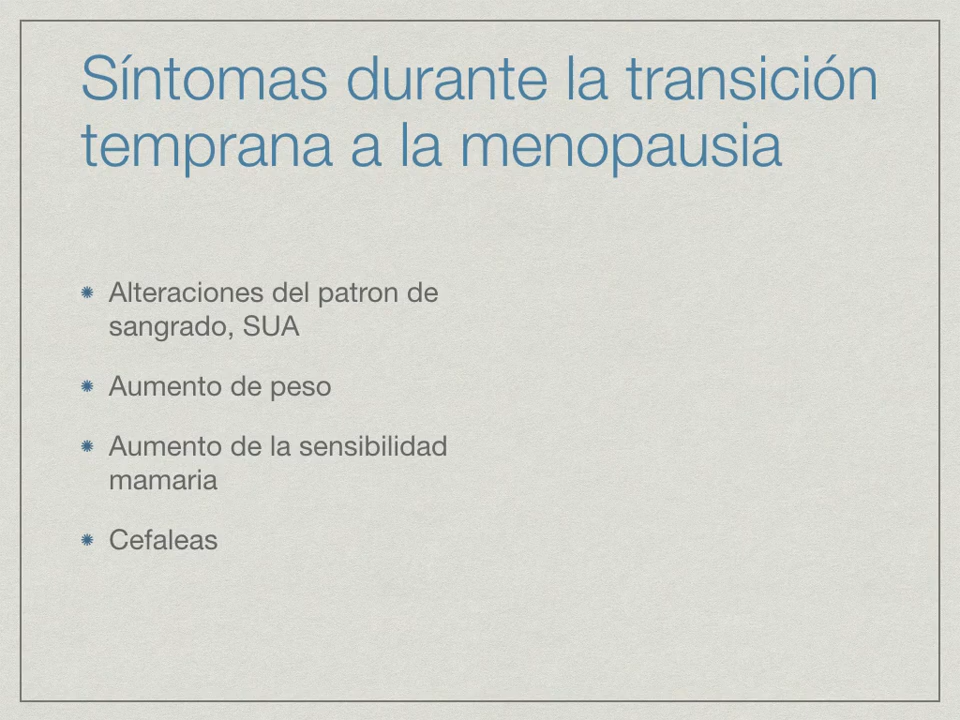 Síntomas durante la transición
temprana a la menopausia
Alteraciones del patron de
sangrado, SUA
Aumento de peso
Aumento de la sensibilidad
mamaria
Cefaleas